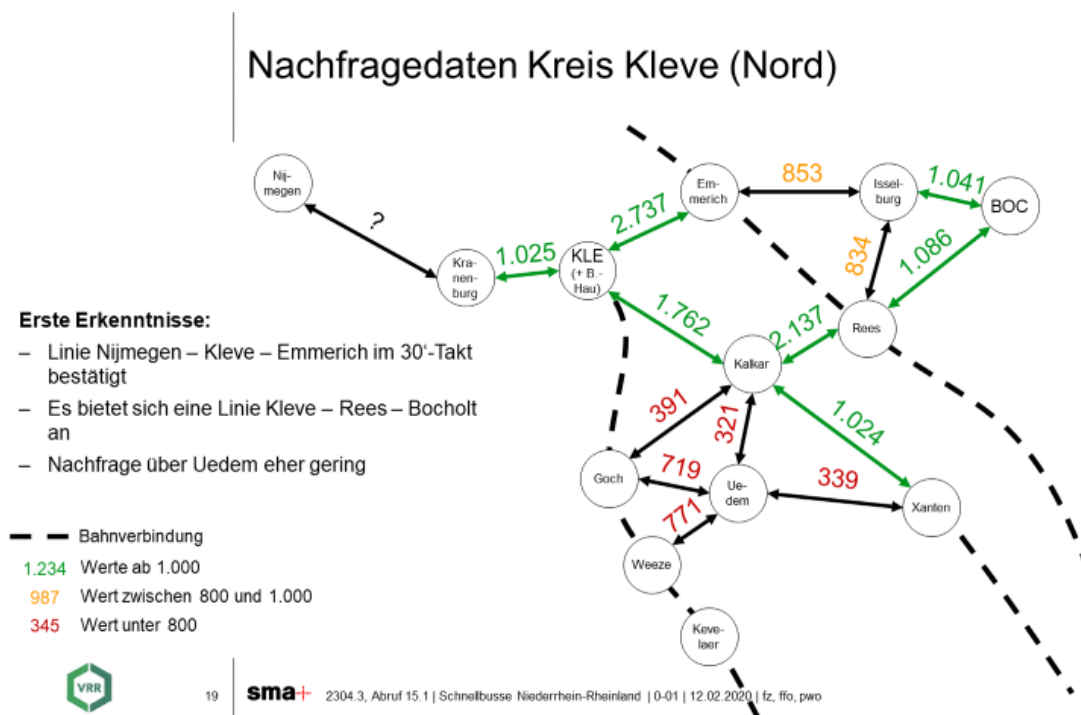 Nachfragedaten Kreis Kleve (Nord)
Nij-
megen
?
Kra-
nen-
burg
1.025
KLE
(+ B.-
Hau)
2.737
Em-
merich
853
Issel-
burg
1.041
BOC
834
1.086
1.762
2.137
Rees
Kalkar
391
321
1.024
Goch
719
Ue-
dem
339
Xanten
771
Weeze
Keve-
laer
Erste Erkenntnisse:
– Linie Nijmegen – Kleve – Emmerich im 30‘-Takt
bestätigt
– Es bietet sich eine Linie Kleve – Rees – Bocholt
an
– Nachfrage über Uedem eher gering
Bahnverbindung
1.234 Werte ab 1.000
987 Wert zwischen 800 und 1.000
345 Wert unter 800
VRR
19
sma+
2304.3, Abruf 15.1 | Schnellbusse Niederrhein-Rheinland | 0-01 | 12.02.2020 | fz, ffo, pwo